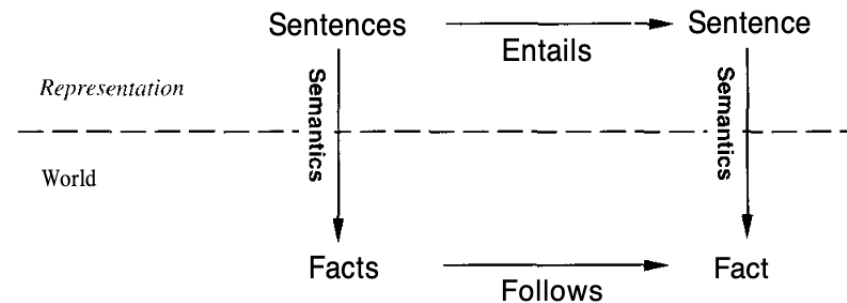 Sentences
Entails
Sentence
Representation
Semantics
Semantics
World
Facts
Follows
Fact